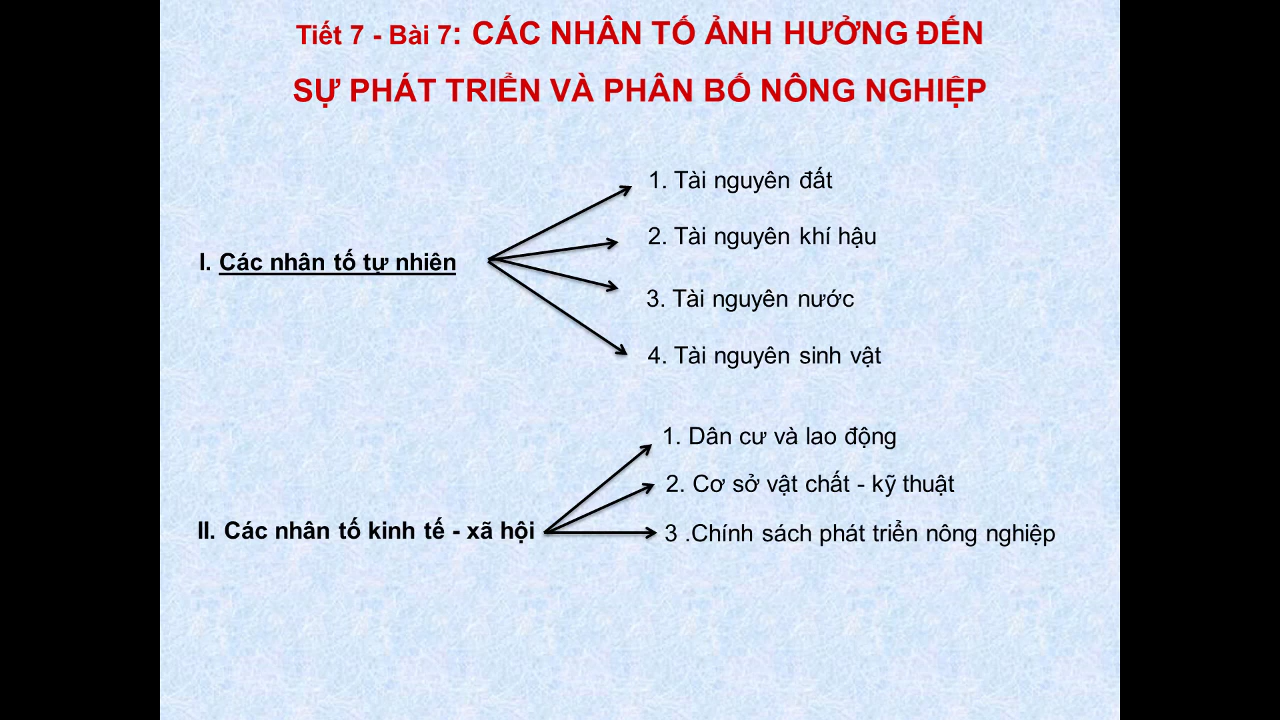 Tiết 7 - Bài 7: CÁC NHÂN TỐ ẢNH HƯỞNG ĐẾN
SỰ PHÁT TRIỂN VÀ PHÂN BỐ NÔNG NGHIỆP
I. Các nhân tố tự nhiên
1. Tài nguyên đất
2. Tài nguyên khí hậu
3. Tài nguyên nước
4. Tài nguyên sinh vật
II. Các nhân tố kinh tế - xã hội
1. Dân cư và lao động
2. Cơ sở vật chất - kỹ thuật
3 .Chính sách phát triển nông nghiệp